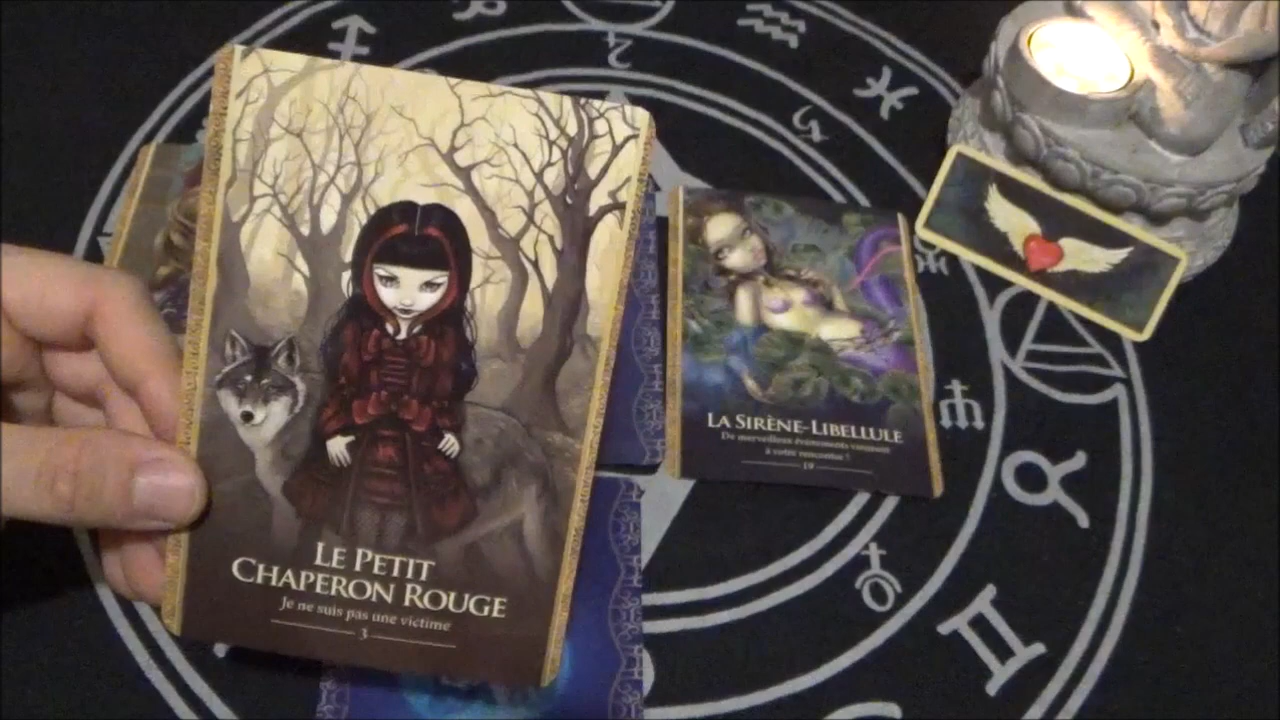 LE PETIT
CHAPERON ROUGE
Je ne suis pas une victime
3
LA SIRÈNE-LIBELLULE
De merveilleux événements viennent
à votre rencontre !
19